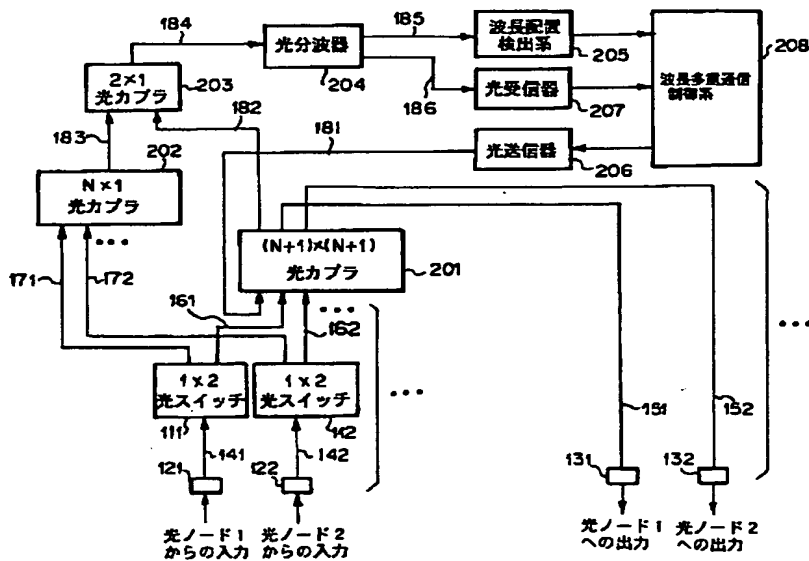 184
光分波器
204
185
波長配置
検出系
205
208
波長多重通信
制御系
2×1
光カプラ
203
186
光受信器
207
183
182
181
光送信器
206
202
N×1
光カプラ
(N+1)×(N+1)
光カプラ
201
171
172
161
162
1×2
光スイッチ
111
1×2
光スイッチ
112
151
152
121
141
122
142
131
132
光ノード1
からの入力
光ノード2
からの入力
光ノード1
への出力
光ノード2
への出力